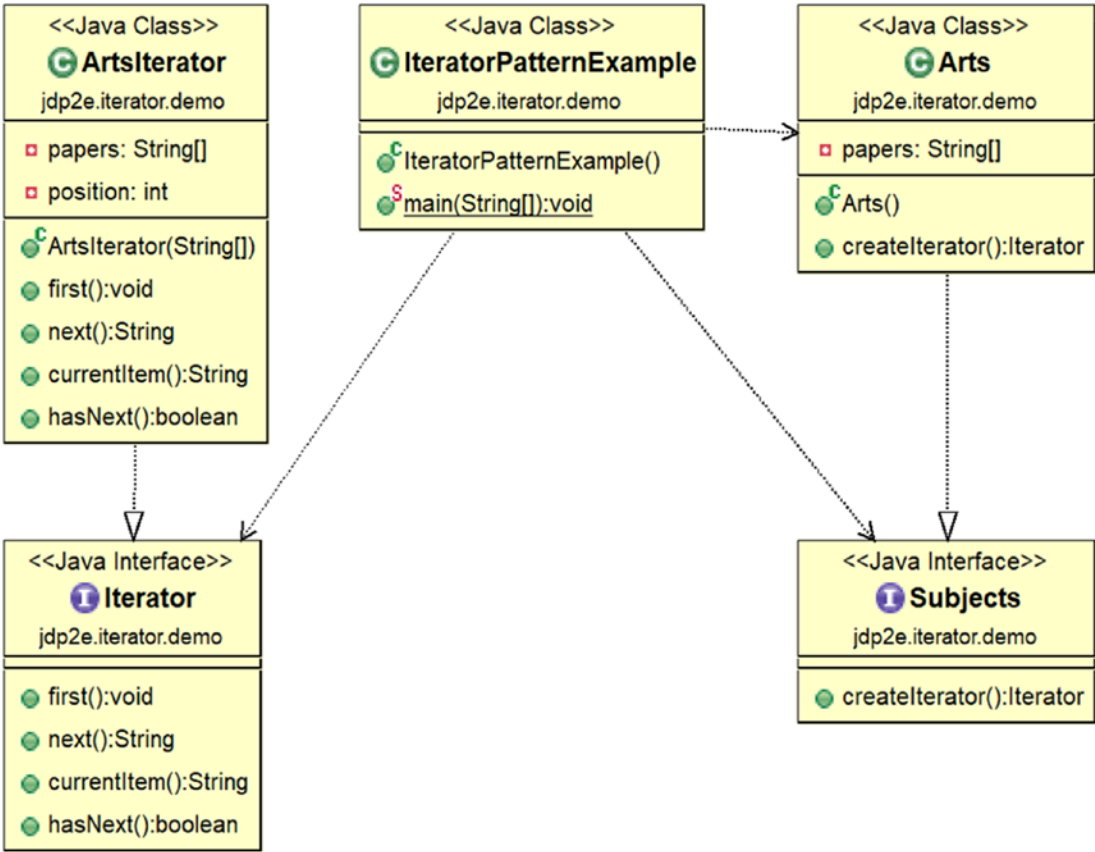 <<Java Class>>
ArtsIterator
jdp2e.iterator.demo
papers: String[]
position: int
ArtsIterator(String[])
first():void
next():String
currentItem():String
hasNext():boolean
<<Java Class>>
IteratorPatternExample
jdp2e.iterator.demo
IteratorPatternExample()
main(String[]):void
<<Java Class>>
Arts
jdp2e.iterator.demo
papers: String[]
Arts()
createIterator():Iterator
<<Java Interface>>
Iterator
jdp2e.iterator.demo
first():void
next():String
currentItem():String
hasNext():boolean
<<Java Interface>>
Subjects
jdp2e.iterator.demo
createIterator():Iterator